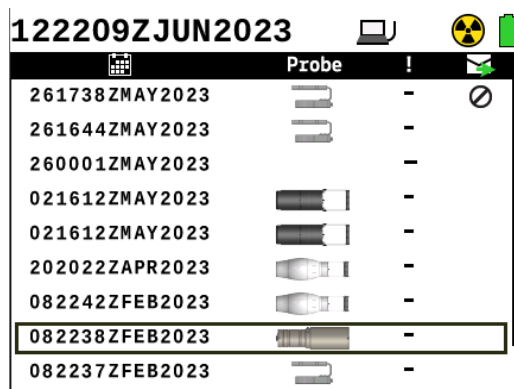 122209ZJUN2023
Probe !
261738ZMAY2023 -
261644ZMAY2023 -
260001ZMAY2023 -
021612ZMAY2023 -
021612ZMAY2023 -
202022ZAPR2023 -
082242ZFEB2023 -
082238ZFEB2023 -
082237ZFEB2023 -